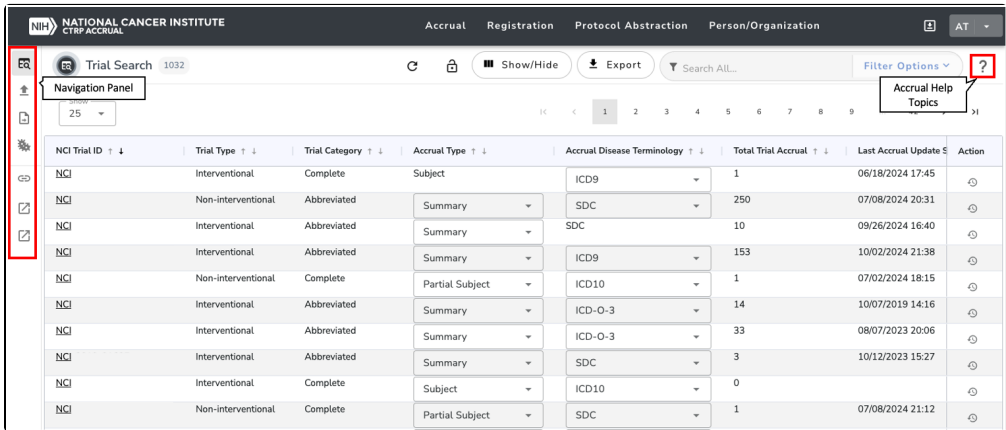 NIH NATIONAL CANCER INSTITUTE
CTRP ACCRUAL
Accrual Registration Protocol Abstraction Person/Organization AT
Trial Search 1032 Show/Hide Export Search All... Filter Options ?
Navigation Panel
Accrual Help
Topics
Show
25
1 2 3 4 5 6 7 8 9
NCI Trial ID ↑ ↓ Trial Type ↑ ↓ Trial Category ↑ ↓ Accrual Type ↑ ↓ Accrual Disease Terminology ↑ ↓ Total Trial Accrual ↑ ↓ Last Accrual Update S Action
NCI Interventional Complete Subject ICD9 1 06/18/2024 17:45
NCI Non-interventional Abbreviated Summary SDC 250 07/08/2024 20:31
NCI Interventional Abbreviated Summary SDC 10 09/26/2024 16:40
NCI Interventional Abbreviated Summary ICD9 153 10/02/2024 21:38
NCI Non-interventional Complete Partial Subject ICD10 1 07/02/2024 18:15
NCI Interventional Abbreviated Summary ICD-O-3 14 10/07/2019 14:16
NCI Interventional Abbreviated Summary ICD-O-3 33 08/07/2023 20:06
NCI Interventional Abbreviated Summary SDC 3 10/12/2023 15:27
NCI Interventional Complete Subject ICD10 0
NCI Non-interventional Complete Partial Subject SDC 1 07/08/2024 21:12